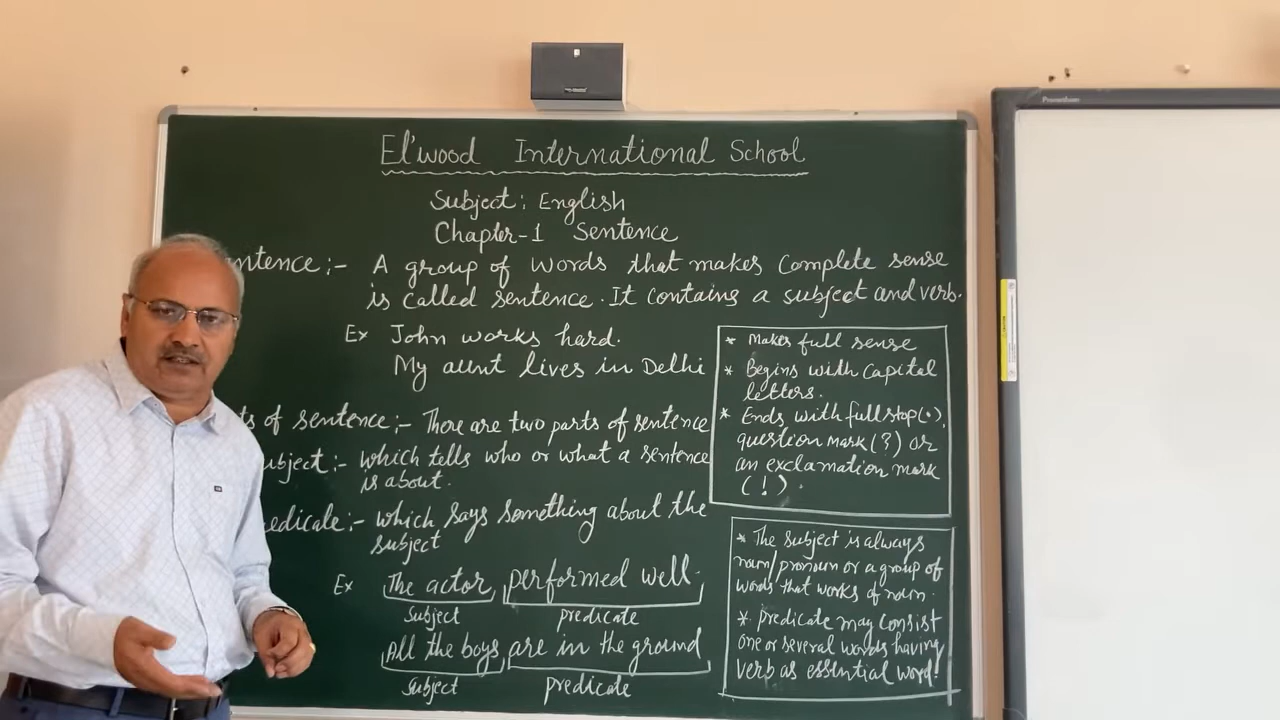 El'wood International School
Subject: English
Chapter-1 Sentence
entence:- A group of words that makes complete sense
is called sentence. It contains a subject and verb.
Ex John works hard.
My aunt lives in Delhi
ts of sentence:- There are two parts of sentence
ubject:- which tells who or what a sentence
is about.
edicate:- which says something about the
subject
Ex The actor performed well.
Subject predicate
All the boys are in the ground
Subject predicate
* Makes full sense
* Begins with capital
letters.
* Ends with full stop(.),
question mark(?) or
an exclamation mark
(!).
* The subject is always
noun/pronoun or a group of
words that works of noun.
* predicate may consist
one or several words having
verb as essential word.
Promethean